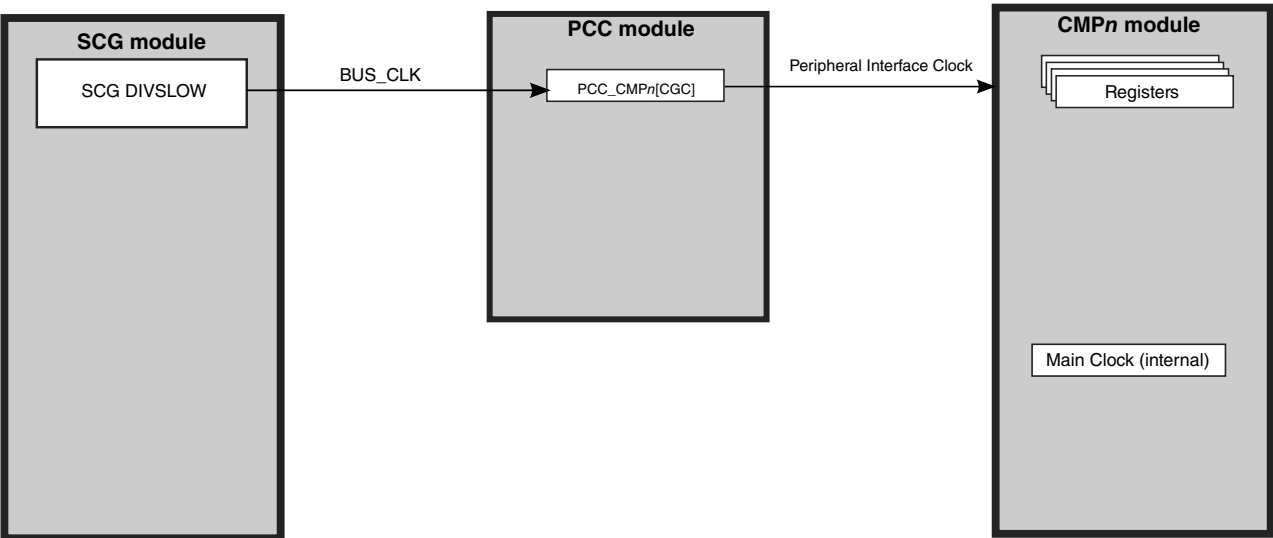 SCG module
SCG DIVSLOW
BUS_CLK
PCC module
PCC_CMPn[CGC]
Peripheral Interface Clock
CMPn module
Registers
Main Clock (internal)